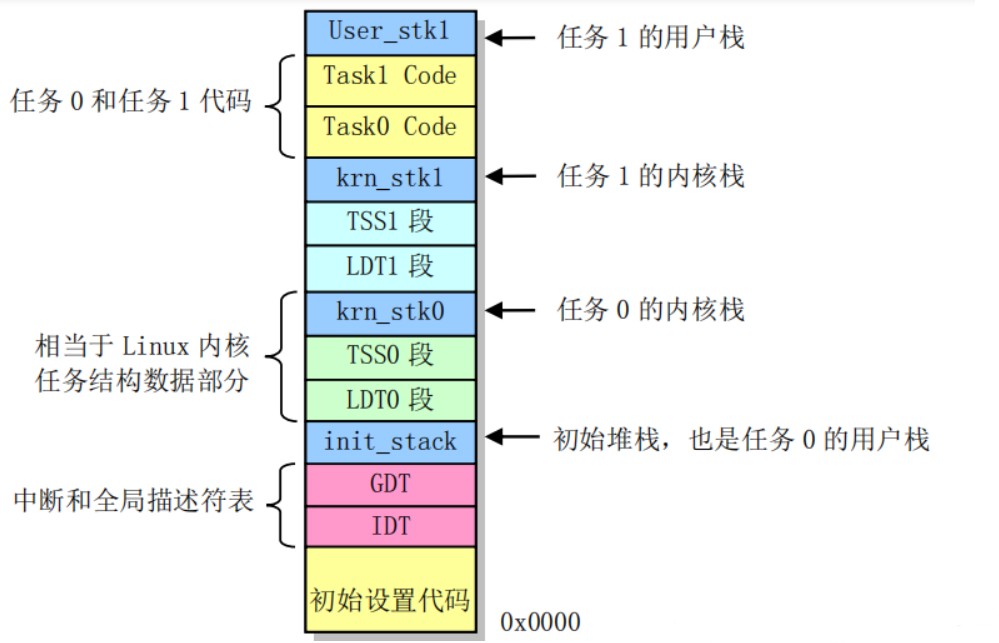 User_stk1
任务 1 的用户栈
Task1 Code
任务 0 和任务 1 代码
Task0 Code
krn_stk1
任务 1 的内核栈
TSS1 段
LDT1 段
krn_stk0
任务 0 的内核栈
相当于 Linux 内核
任务结构数据部分
TSS0 段
LDT0 段
init_stack
初始堆栈，也是任务 0 的用户栈
中断和全局描述符表
GDT
IDT
初始设置代码
0x0000